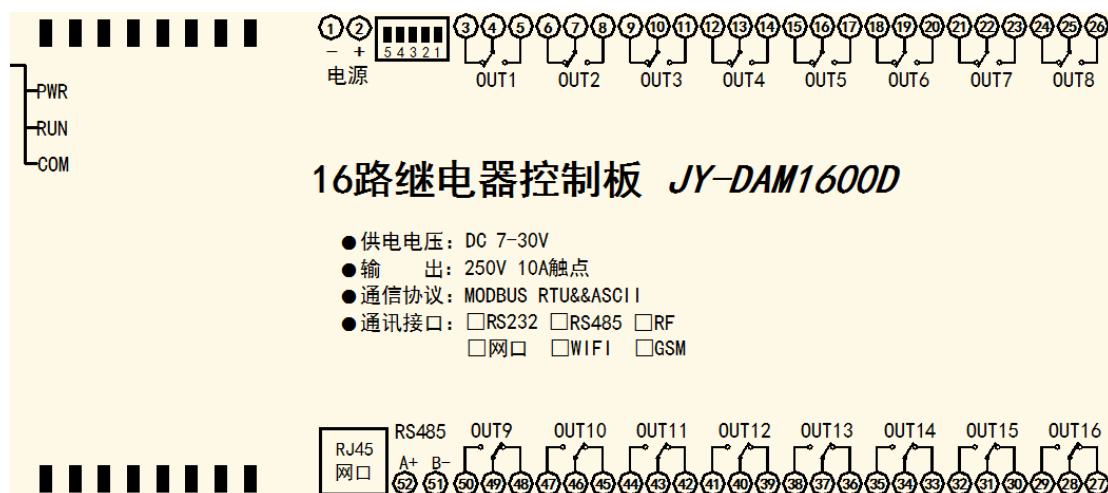 1 2 3 4 5 6 7 8 9 10 11 12 13 14 15 16 17 18 19 20 21 22 23 24 25 26
- + 5 4 3 2 1
电源 OUT1 OUT2 OUT3 OUT4 OUT5 OUT6 OUT7 OUT8
PWR
RUN
COM
16路继电器控制板 JY-DAM1600D
●供电电压: DC 7-30V
●输 出: 250V 10A触点
●通信协议: MODBUS RTU&&ASCII
●通讯接口: □RS232 □RS485 □RF
□网口 □WIFI □GSM
RS485 OUT9 OUT10 OUT11 OUT12 OUT13 OUT14 OUT15 OUT16
RJ45
网口 A+ B-
52 51 50 49 48 47 46 45 44 43 42 41 40 39 38 37 36 35 34 33 32 31 30 29 28 27